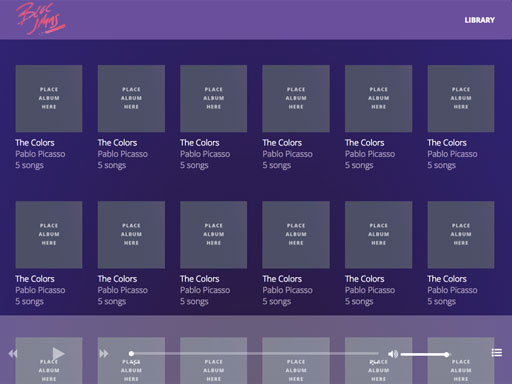 Bloc
Jams
LIBRARY
PLACE ALBUM HERE PLACE ALBUM HERE PLACE ALBUM HERE PLACE ALBUM HERE PLACE ALBUM HERE PLACE ALBUM HERE
The Colors The Colors The Colors The Colors The Colors The Colors
Pablo Picasso Pablo Picasso Pablo Picasso Pablo Picasso Pablo Picasso Pablo Picasso
5 songs 5 songs 5 songs 5 songs 5 songs 5 songs
PLACE ALBUM HERE PLACE ALBUM HERE PLACE ALBUM HERE PLACE ALBUM HERE PLACE ALBUM HERE PLACE ALBUM HERE
The Colors The Colors The Colors The Colors The Colors The Colors
Pablo Picasso Pablo Picasso Pablo Picasso Pablo Picasso Pablo Picasso Pablo Picasso
5 songs 5 songs 5 songs 5 songs 5 songs 5 songs
PLACE ALBUM HERE PLACE ALBUM HERE PLACE ALBUM HERE PLACE ALBUM HERE PLACE ALBUM HERE PLACE ALBUM HERE